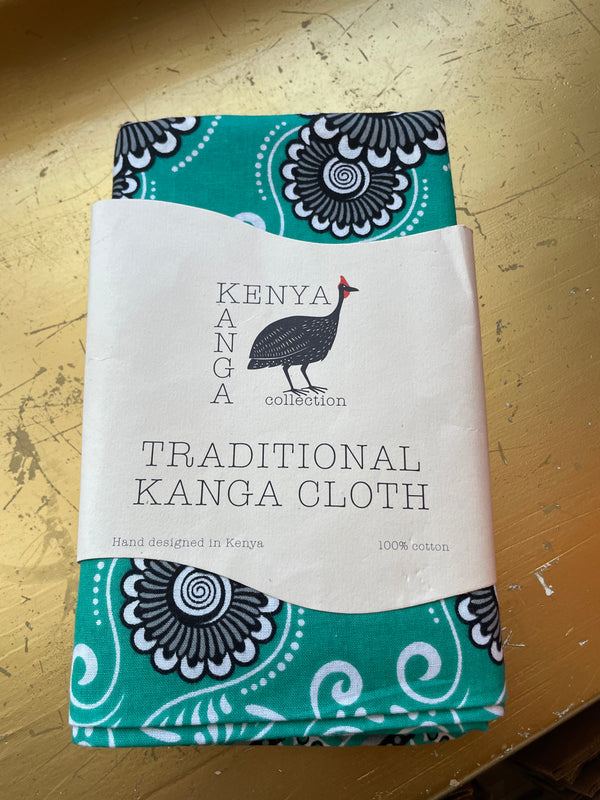 KENYA
KANGA
collection
TRADITIONAL
KANGA CLOTH
Hand designed in Kenya
100% cotton